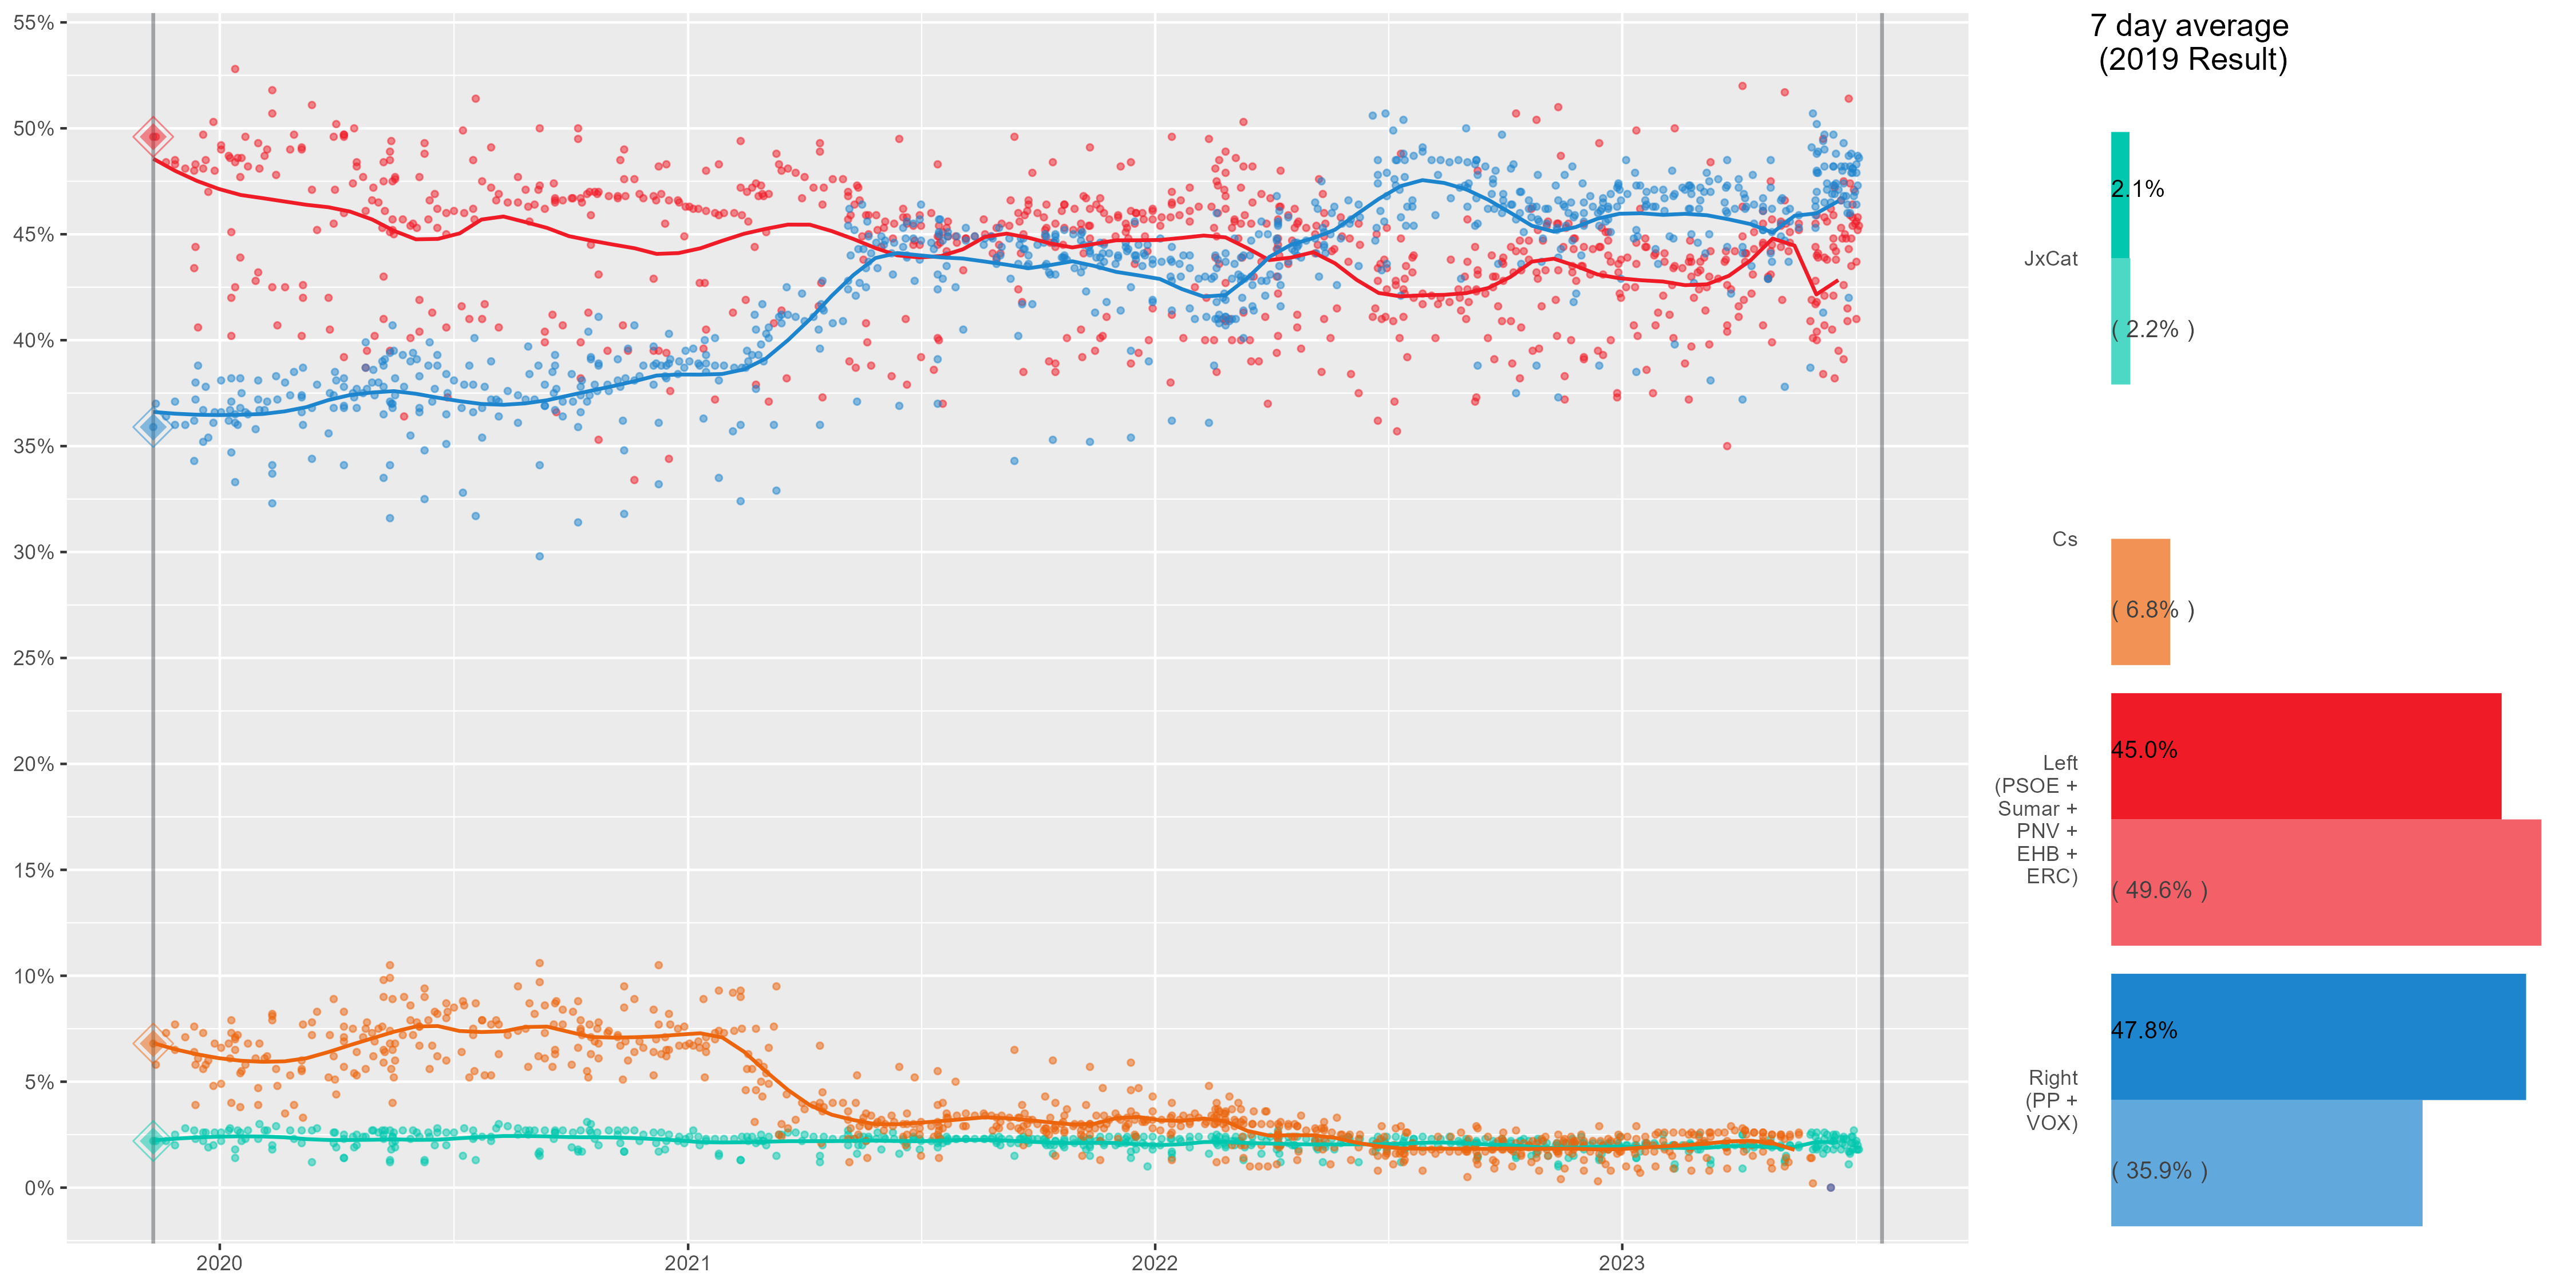 55%
50%
45%
40%
35%
30%
25%
20%
15%
10%
5%
0%
2020
2021
2022
2023
7 day average
(2019 Result)
JxCat
2.1%
( 2.2% )
Cs
( 6.8% )
Left
(PSOE +
Sumar +
PNV +
EHB +
ERC)
45.0%
( 49.6% )
Right
(PP +
VOX)
47.8%
( 35.9% )